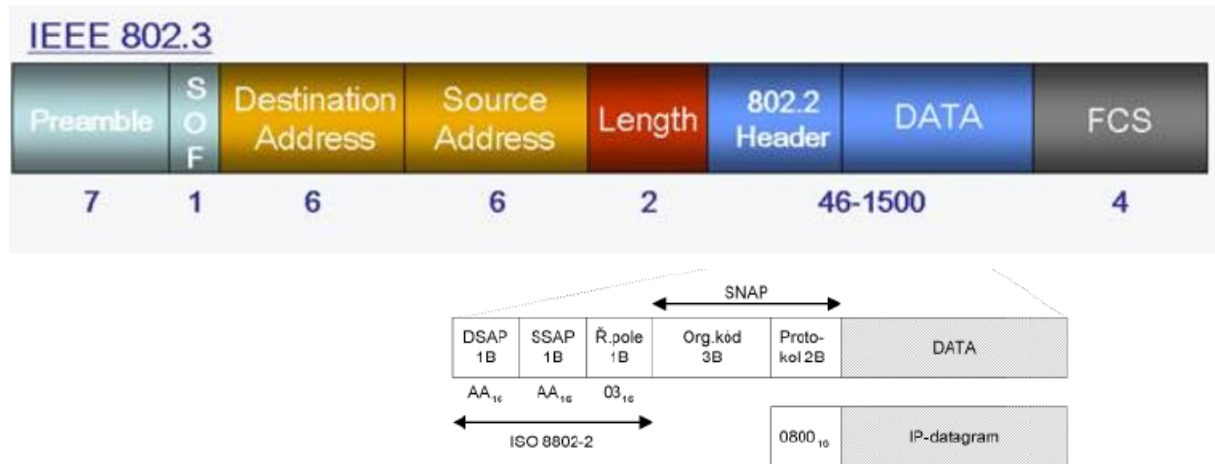 IEEE 802.3
Preamble
S
O
F
Destination
Address
Source
Address
Length
802.2
Header
DATA
FCS
7 1 6 6 2 46-1500 4
SNAP
DSAP
1B
SSAP
1B
Ř.pole
1B
Org.kód
3B
Proto-
kol 2B
DATA
AA₁₆ AA₁₆ 03₁₆
ISO 8802-2
0800₁₆
IP-datagram